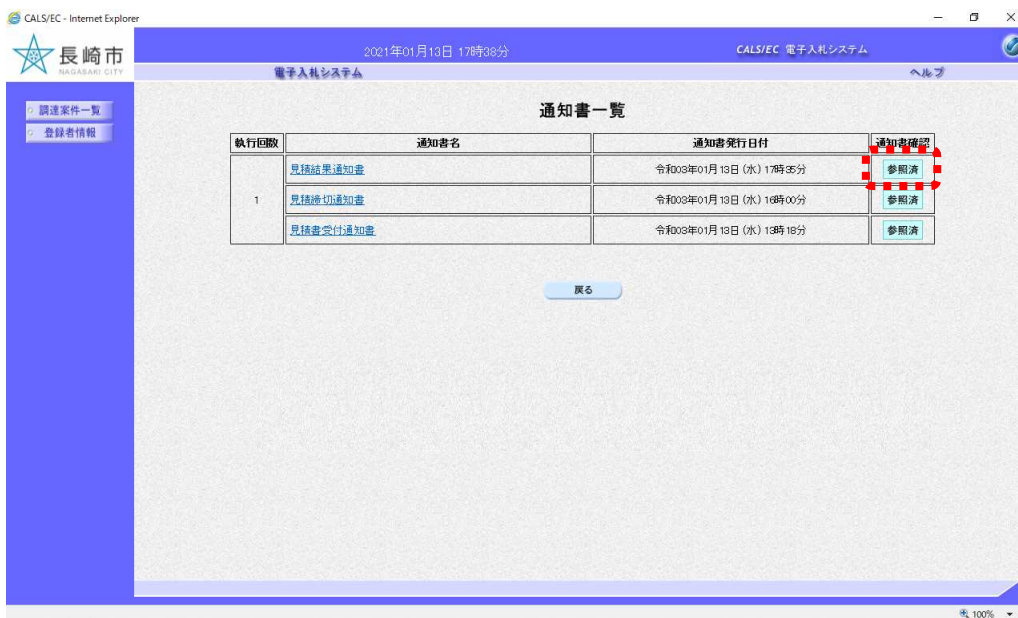 CALS/EC - Internet Explorer
長崎市
NAGASAKI CITY
2021年01月13日 17時38分
CALS/EC 電子入札システム
電子入札システム
ヘルプ
調達案件一覧
登録者情報
通知書一覧
執行回数 通知書名 通知書発行日付 通知書確認
見積結果通知書 令和03年01月13日 (水) 17時35分 参照済
1 見積締切通知書 令和03年01月13日 (水) 16時00分 参照済
見積書受付通知書 令和03年01月13日 (水) 13時18分 参照済
戻る
100%